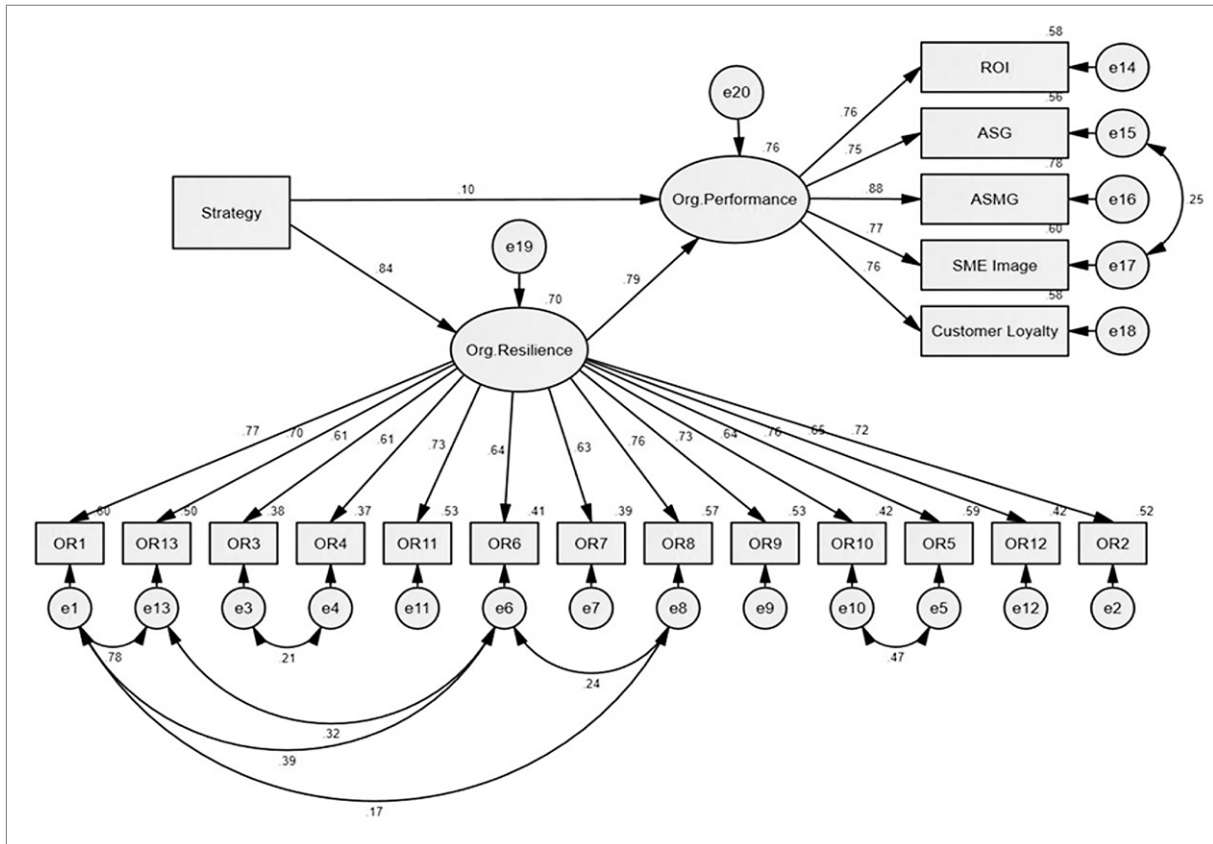 .58
ROI
e14
e20
.76
.56
.76
ASG
e15
.75
.78
Strategy
.10
Org.Performance
.88
ASMG
e16
.25
.77
.60
e19
SME Image
e17
.84
.79
.76
.58
.70
Customer Loyalty
e18
Org.Resilience
.77 .70 .61 .61 .73 .64 .63 .76 .73 .64 .76 .65 .72
.60 .50 .38 .37 .53 .41 .39 .57 .53 .42 .59 .42 .52
OR1 OR13 OR3 OR4 OR11 OR6 OR7 OR8 OR9 OR10 OR5 OR12 OR2
e1 e13 e3 e4 e11 e6 e7 e8 e9 e10 e5 e12 e2
.78 .21 .24 .47
.32
.39
.17